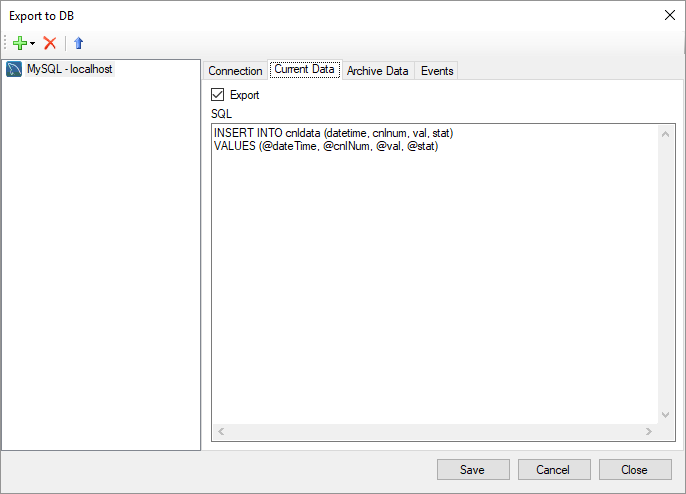 Export to DB
MySQL - localhost
Connection
Current Data
Archive Data
Events
Export
SQL
INSERT INTO cnldata (datetime, cnlnum, val, stat)
VALUES (@dateTime, @cnlNum, @val, @stat)
Save
Cancel
Close